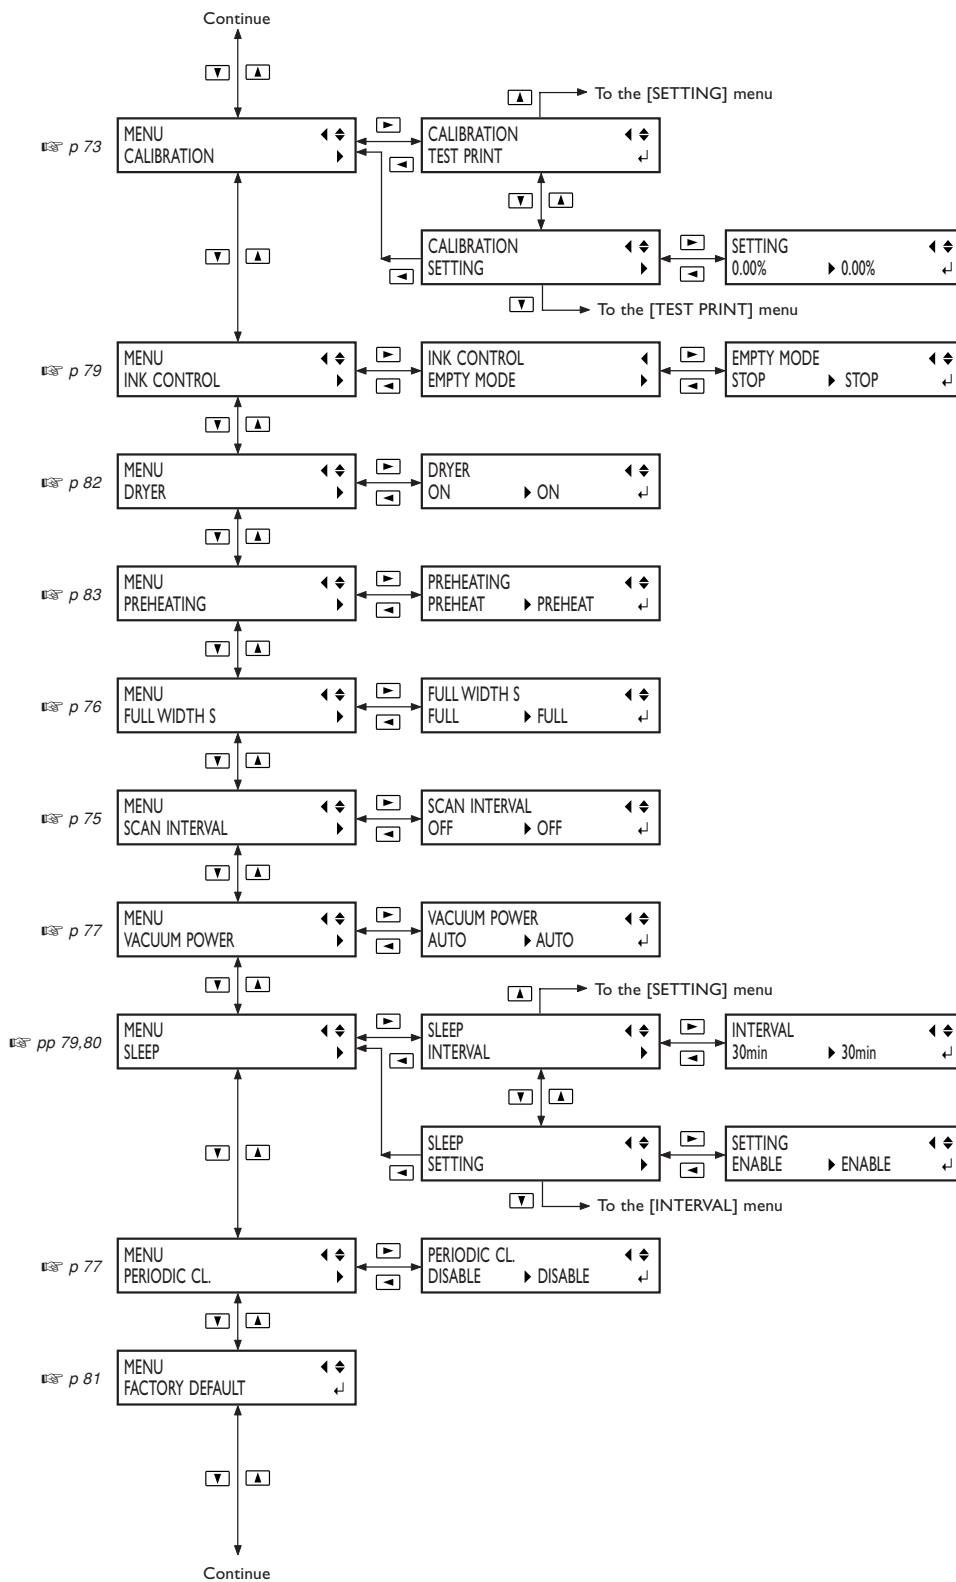 Continue
To the [SETTING] menu
p 73
MENU
CALIBRATION
CALIBRATION
TEST PRINT
CALIBRATION
SETTING
SETTING
0.00% 0.00%
To the [TEST PRINT] menu
p 79
MENU
INK CONTROL
INK CONTROL
EMPTY MODE
EMPTY MODE
STOP STOP
p 82
MENU
DRYER
DRYER
ON ON
p 83
MENU
PREHEATING
PREHEATING
PREHEAT PREHEAT
p 76
MENU
FULL WIDTH S
FULL WIDTH S
FULL FULL
p 75
MENU
SCAN INTERVAL
SCAN INTERVAL
OFF OFF
p 77
MENU
VACUUM POWER
VACUUM POWER
AUTO AUTO
To the [SETTING] menu
pp 79,80
MENU
SLEEP
SLEEP
INTERVAL
INTERVAL
30min 30min
SLEEP
SETTING
SETTING
ENABLE ENABLE
To the [INTERVAL] menu
p 77
MENU
PERIODIC CL.
PERIODIC CL.
DISABLE DISABLE
p 81
MENU
FACTORY DEFAULT
Continue